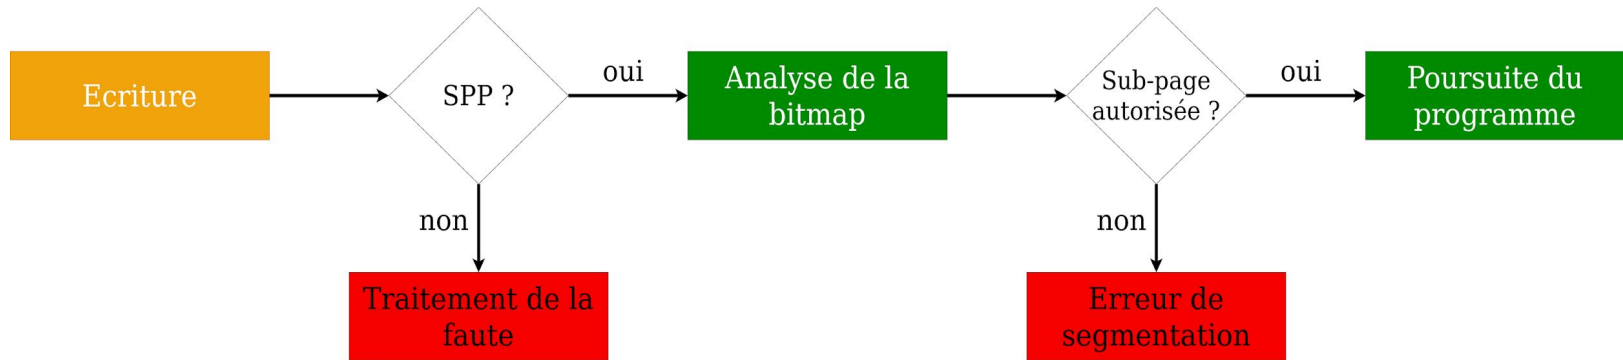 Ecriture
SPP ?
oui
Analyse de la
bitmap
Sub-page
autorisée ?
oui
Poursuite du
programme
non
Traitement de la
faute
non
Erreur de
segmentation